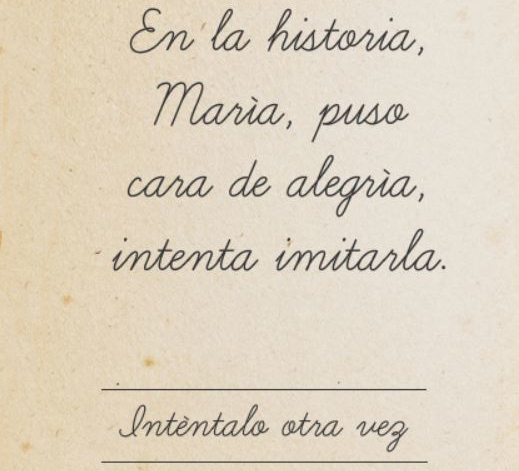 En la historia,
Marìa, puso
cara de alegrìa,
intenta imitarla.
Intèntalo otra vez